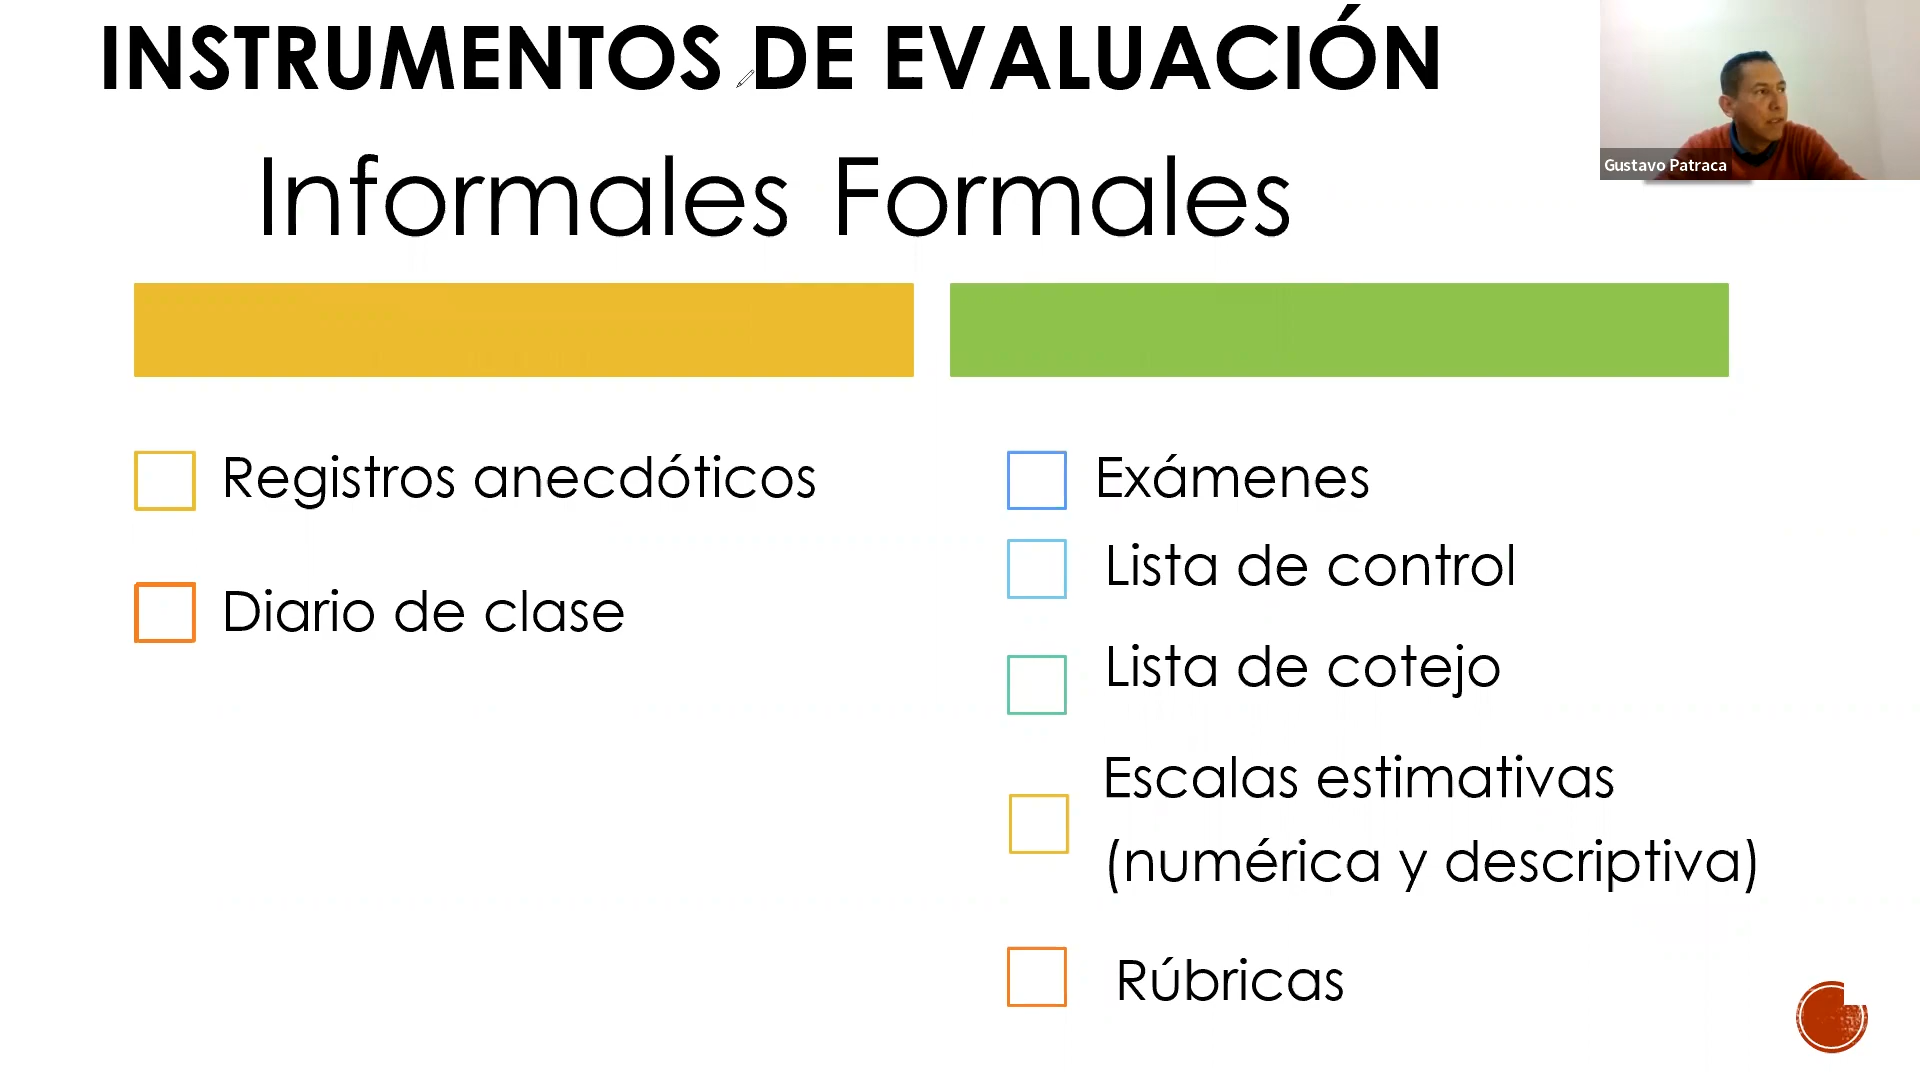 INSTRUMENTOS DE EVALUACIÓN
Gustavo Patraca
Informales Formales
Registros anecdóticos
Diario de clase
Exámenes
Lista de control
Lista de cotejo
Escalas estimativas
(numérica y descriptiva)
Rúbricas